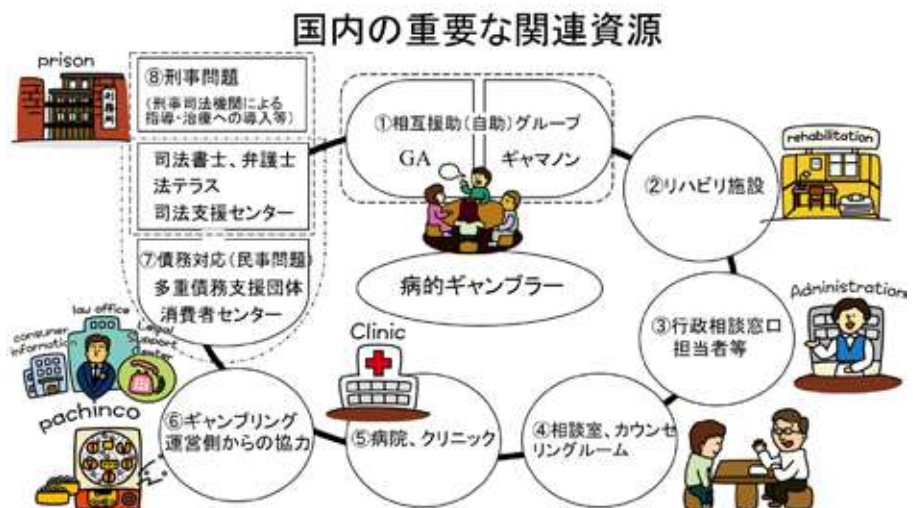 国内の重要な関連資源
prison
刑務所
⑧刑事問題
(刑事司法機関による
指導・治療への導入等)
司法書士、弁護士
法テラス
司法支援センター
⑦債務対応(民事問題)
多重債務支援団体
消費者センター
①相互援助(自助)グループ
GA
ギャマノン
②リハビリ施設
rehabilitation
病的ギャンブラー
③行政相談窓口
担当者等
Administration
④相談室、カウンセ
リングルーム
Clinic
⑤病院、クリニック
⑥ギャンブリング
運営側からの協力
law office
consumer
information
Legal
Support
Center
pachinco